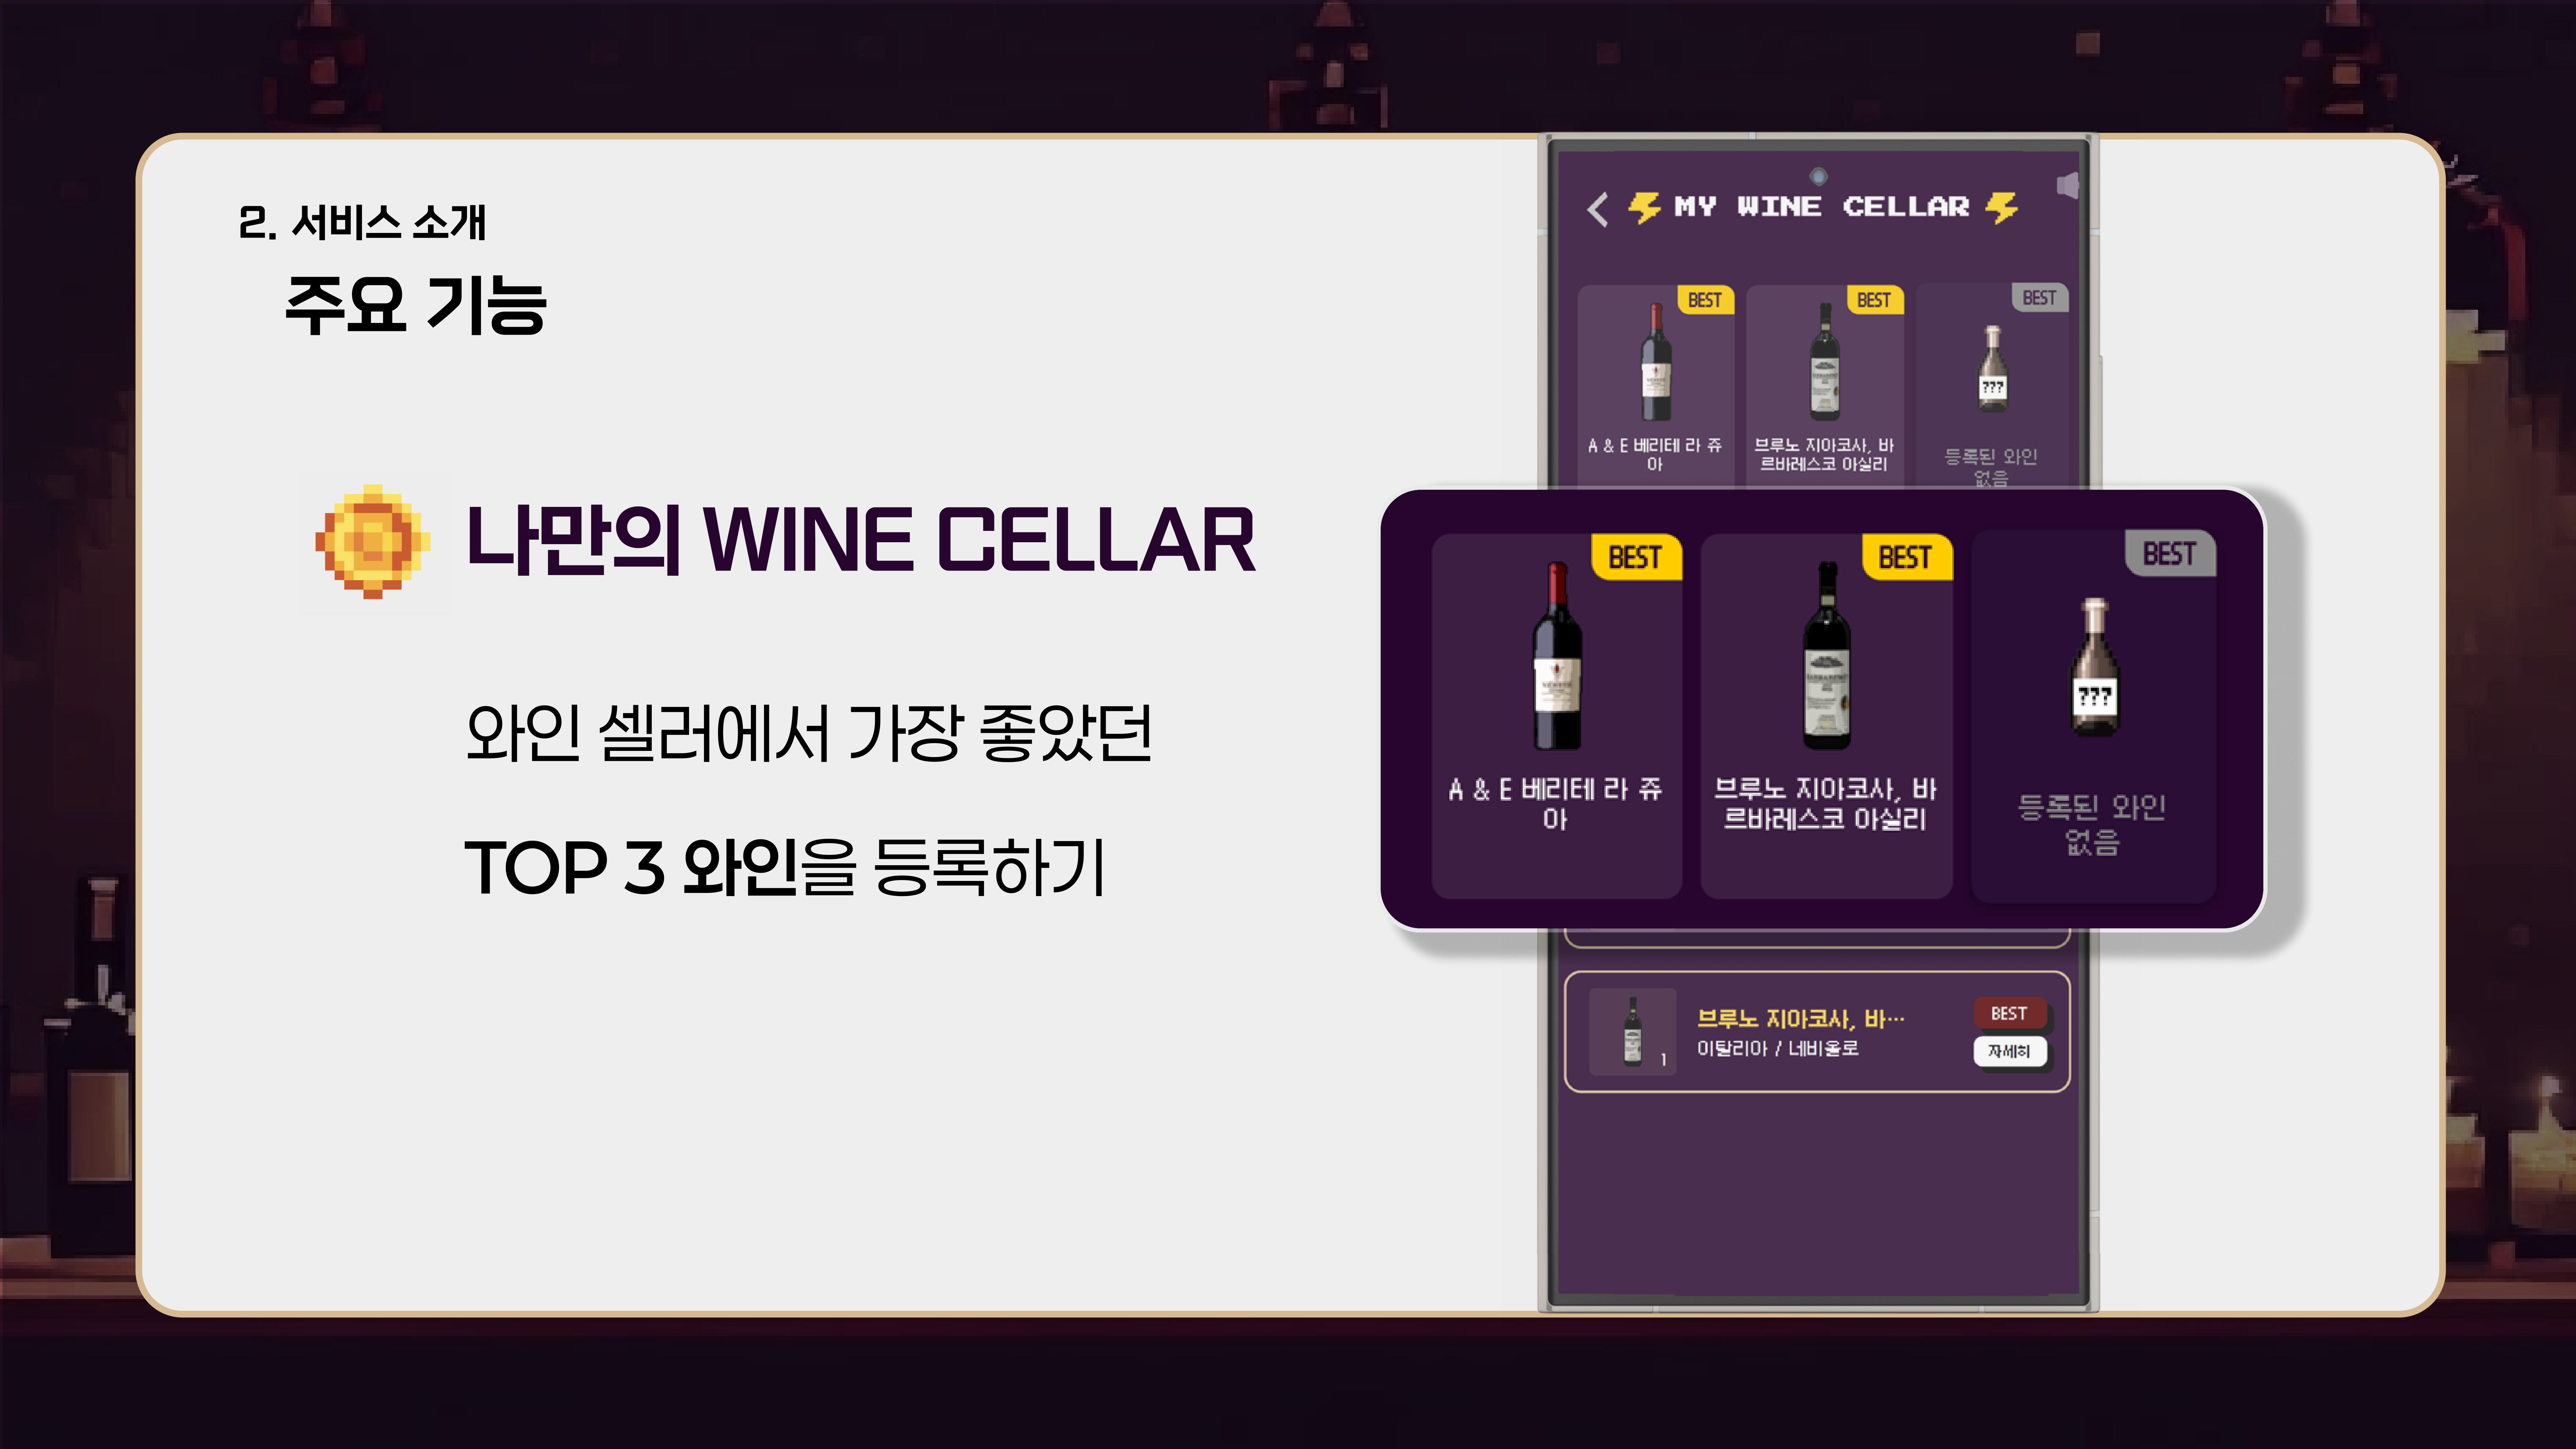 2. 서비스 소개
주요 기능
나만의 WINE CELLAR
와인 셀러에서 가장 좋았던
TOP 3 와인을 등록하기
MY WINE CELLAR
BEST
BEST
BEST
???
A & E 베리테 라 쥬
아
브루노 지아코사, 바
르바레스코 아실리
등록된 와인
없음
BEST
BEST
BEST
???
A & E 베리테 라 쥬
아
브루노 지아코사, 바
르바레스코 아실리
등록된 와인
없음
브루노 지아코사, 바…
이탈리아 / 네비올로
1
BEST
자세히